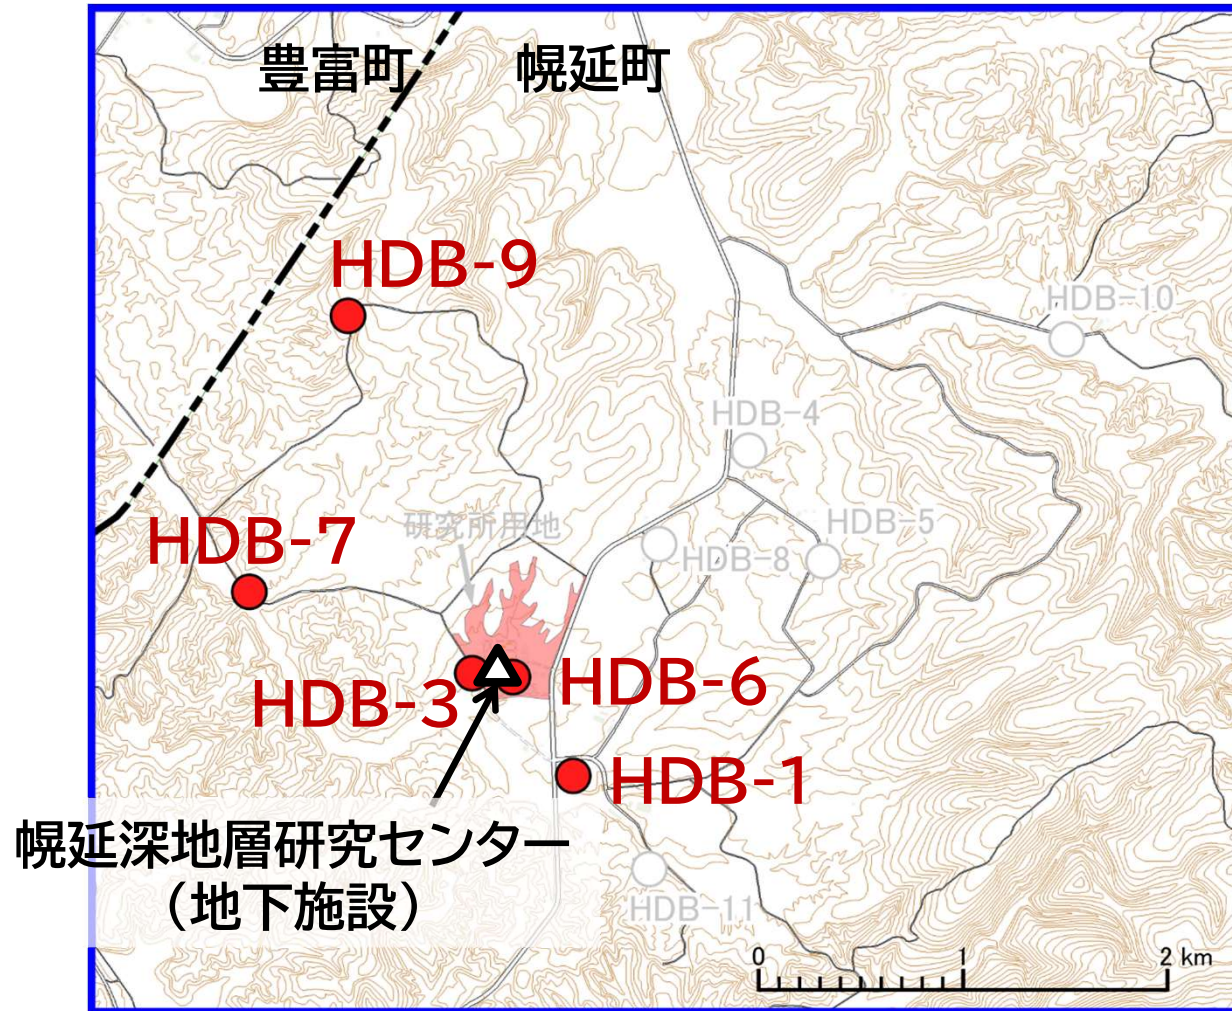 豊富町
幌延町
HDB-9
HDB-10
HDB-4
HDB-7
研究所用地
HDB-5
HDB-8
HDB-3
HDB-6
HDB-1
幌延深地層研究センター
（地下施設）
HDB-11
0 1 2 km